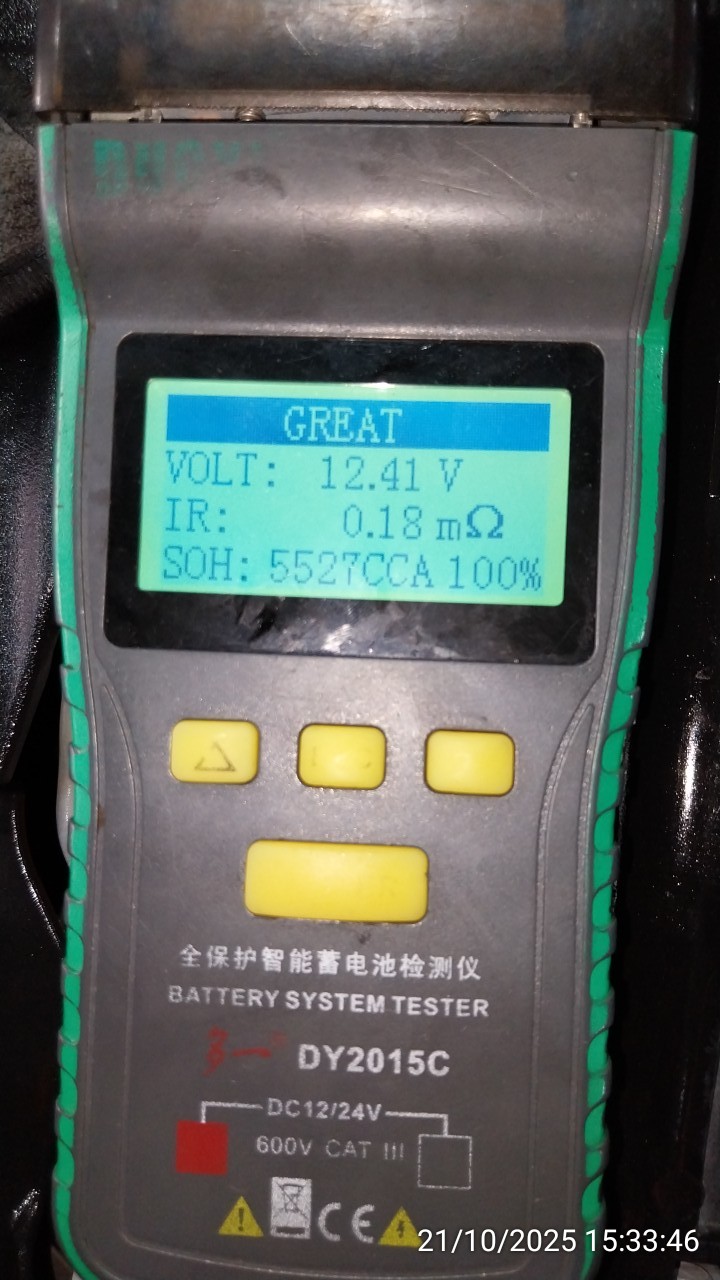 GREAT
VOLT: 12.41 V
IR: 0.18 mΩ
SOH: 5527CCA 100%
全保护智能蓄电池检测仪
BATTERY SYSTEM TESTER
DY2015C
DC12/24V
600V CAT III
CE
21/10/2025 15:33:46